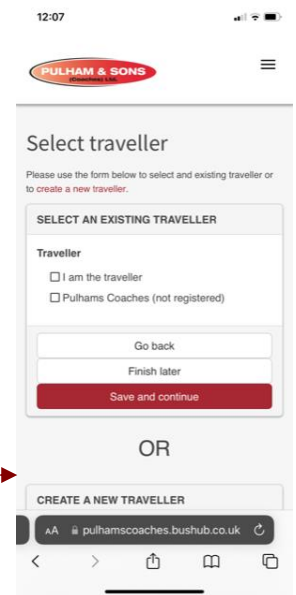 12:07
PULHAM & SONS
(Coaches) Ltd.
Select traveller
Please use the form below to select and existing traveller or
to create a new traveller.
SELECT AN EXISTING TRAVELLER
Traveller
I am the traveller
Pulhams Coaches (not registered)
Go back
Finish later
Save and continue
OR
CREATE A NEW TRAVELLER
AA pulhamscoaches.bushub.co.uk